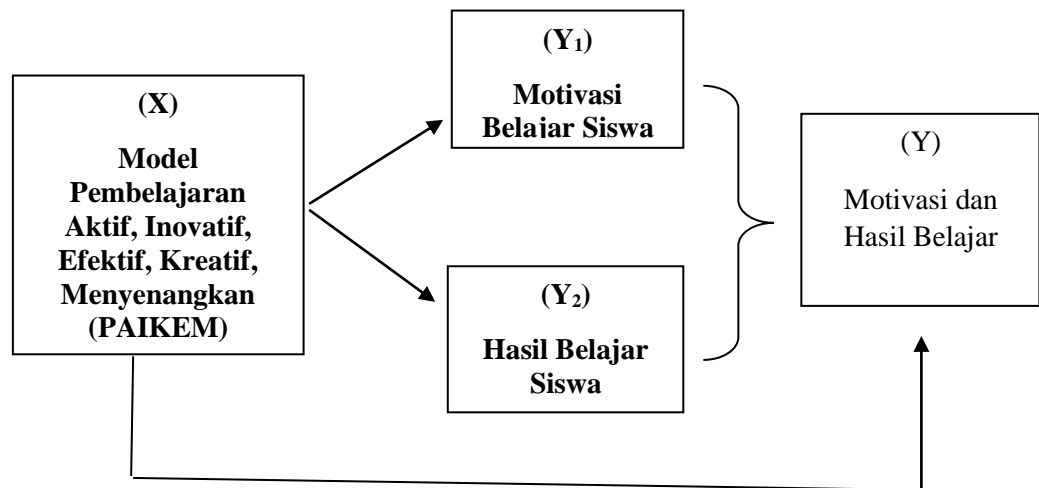 (X)
Model
Pembelajaran
Aktif, Inovatif,
Efektif, Kreatif,
Menyenangkan
(PAIKEM)
(Y₁)
Motivasi
Belajar Siswa
(Y₂)
Hasil Belajar
Siswa
(Y)
Motivasi dan
Hasil Belajar